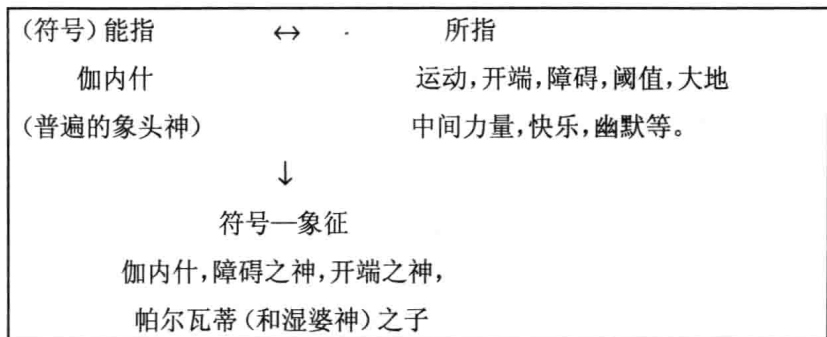 (符号)能指 ↔ 所指
伽内什 运动,开端,障碍,阈值,大地
(普遍的象头神) 中间力量,快乐,幽默等。
↓
符号—象征
伽内什,障碍之神,开端之神,
帕尔瓦蒂(和湿婆神)之子